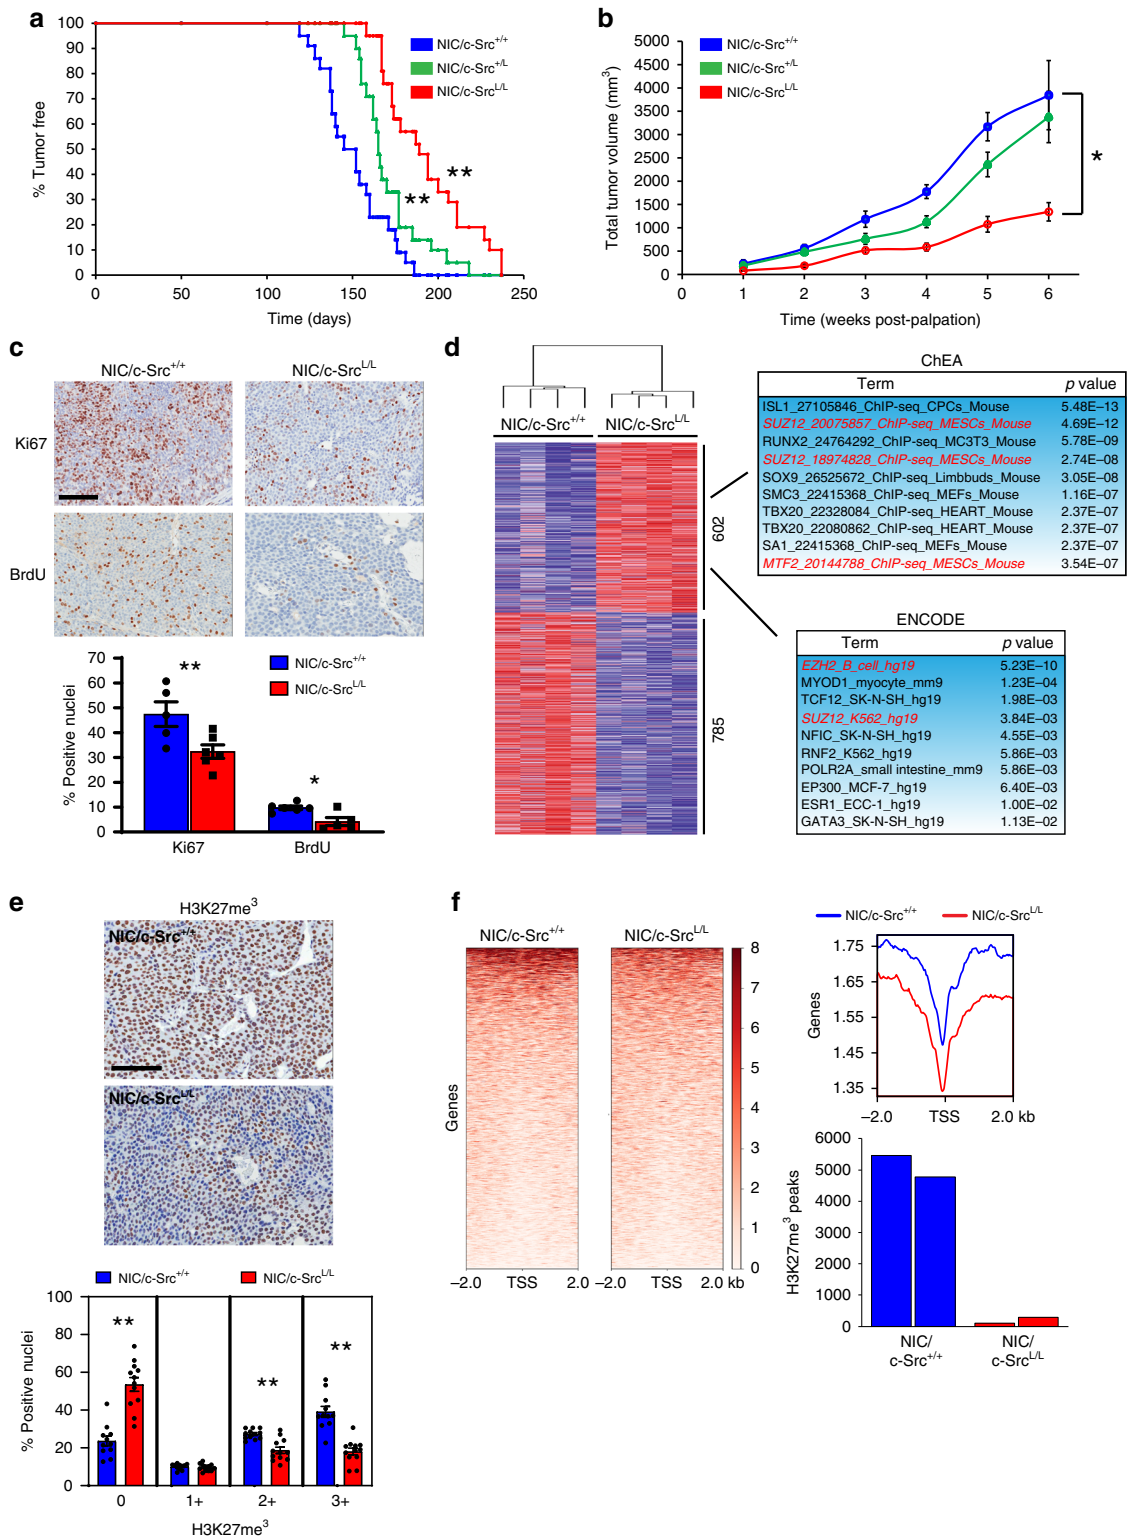 a
100
90
80
70
60
50
40
30
20
10
0
% Tumor free
0 50 100 150 200 250
Time (days)
NIC/c-Src+/+
NIC/c-Src+/L
NIC/c-SrcL/L
**
**
b
5000
4500
4000
3500
3000
2500
2000
1500
1000
500
0
Total tumor volume (mm3)
0 1 2 3 4 5 6
Time (weeks post-palpation)
NIC/c-Src+/+
NIC/c-Src+/L
NIC/c-SrcL/L
*
c
NIC/c-Src+/+ NIC/c-SrcL/L
Ki67
BrdU
70
60
50
40
30
20
10
0
% Positive nuclei
NIC/c-Src+/+
NIC/c-SrcL/L
**
*
Ki67 BrdU
d
NIC/c-Src+/+ NIC/c-SrcL/L
602
785
ChEA
Term p value
ISL1_27105846_ChIP-seq_CPCs_Mouse 5.48E–13
SUZ12_20075857_ChIP-seq_MESCs_Mouse 4.69E–12
RUNX2_24764292_ChIP-seq_MC3T3_Mouse 5.78E–09
SUZ12_18974828_ChIP-seq_MESCs_Mouse 2.74E–08
SOX9_26525672_ChIP-seq_Limbbuds_Mouse 3.05E–08
SMC3_22415368_ChIP-seq_MEFs_Mouse 1.16E–07
TBX20_22328084_ChIP-seq_HEART_Mouse 2.37E–07
TBX20_22080862_ChIP-seq_HEART_Mouse 2.37E–07
SA1_22415368_ChIP-seq_MEFs_Mouse 2.37E–07
MTF2_20144788_ChIP-seq_MESCs_Mouse 3.54E–07
ENCODE
Term p value
EZH2_B_cell_hg19 5.23E–10
MYOD1_myocyte_mm9 1.23E–04
TCF12_SK-N-SH_hg19 1.98E–03
SUZ12_K562_hg19 3.84E–03
NFIC_SK-N-SH_hg19 4.55E–03
RNF2_K562_hg19 5.86E–03
POLR2A_small intestine_mm9 5.86E–03
EP300_MCF-7_hg19 6.40E–03
ESR1_ECC-1_hg19 1.00E–02
GATA3_SK-N-SH_hg19 1.13E–02
e
H3K27me3
NIC/c-Src+/+
NIC/c-SrcL/L
NIC/c-Src+/+ NIC/c-SrcL/L
100
80
60
40
20
0
% Positive nuclei
**
**
**
0 1+ 2+ 3+
H3K27me3
f
NIC/c-Src+/+ NIC/c-SrcL/L
Genes
–2.0 TSS 2.0 –2.0 TSS 2.0 kb
8
7
6
5
4
3
2
1
0
NIC/c-Src+/+ NIC/c-SrcL/L
1.75
1.65
1.55
1.45
1.35
Genes
–2.0 TSS 2.0 kb
6000
5000
4000
3000
2000
1000
0
H3K27me3 peaks
NIC/ NIC/
c-Src+/+ c-SrcL/L